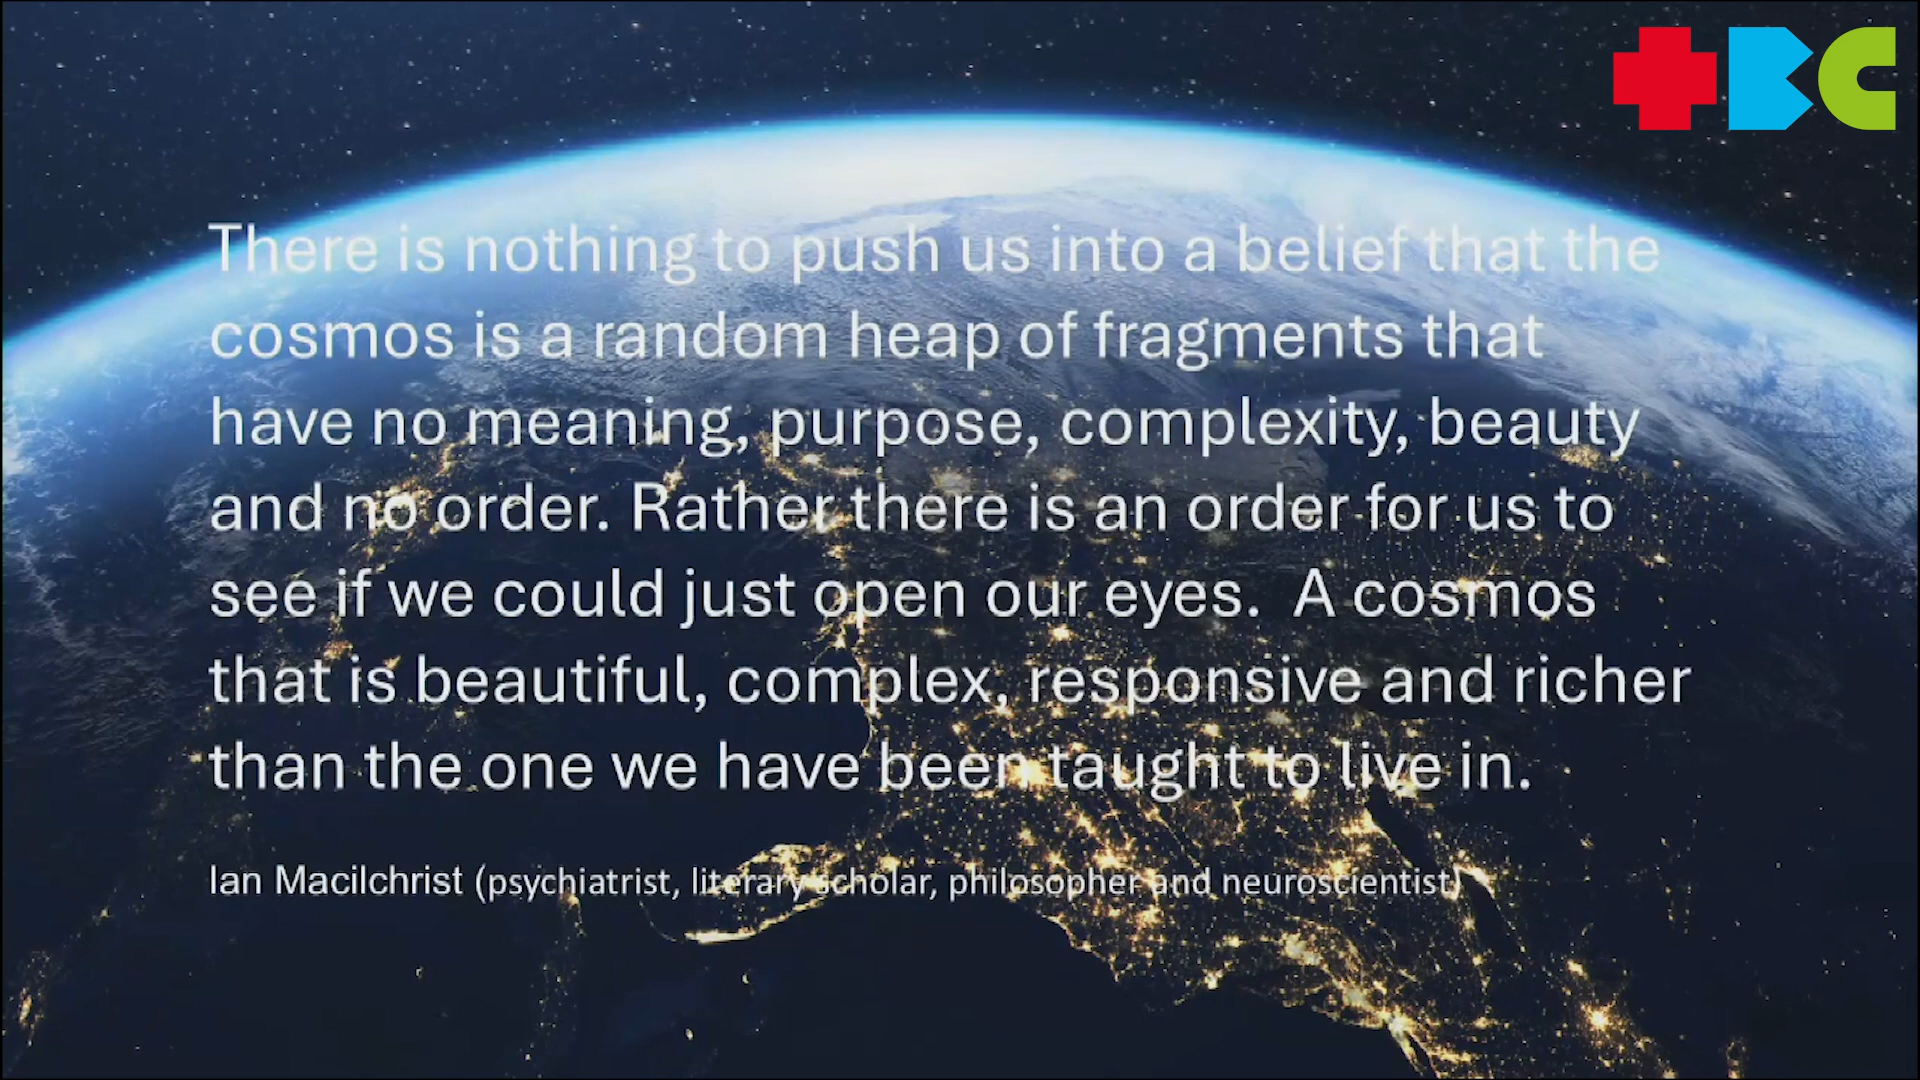 There is nothing to push us into a belief that the
cosmos is a random heap of fragments that
have no meaning, purpose, complexity, beauty
and no order. Rather there is an order for us to
see if we could just open our eyes.  A cosmos
that is beautiful, complex, responsive and richer
than the one we have been taught to live in.
Ian Macilchrist (psychiatrist, literary scholar, philosopher and neuroscientist)